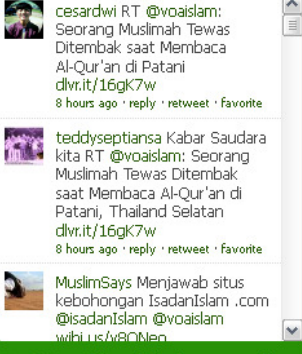 cesardwi RT @voaislam:
Seorang Muslimah Tewas
Ditembak saat Membaca
Al-Qur'an di Patani
dlvr.it/16gK7w
8 hours ago · reply · retweet · favorite
teddyseptiansa Kabar Saudara
kita RT @voaislam: Seorang
Muslimah Tewas Ditembak
saat Membaca Al-Qur'an di
Patani, Thailand Selatan
dlvr.it/16gK7w
8 hours ago · reply · retweet · favorite
MuslimSays Menjawab situs
kebohongan IsadanIslam .com
@isadanIslam @voaislam
wibi.us/y8QNeo